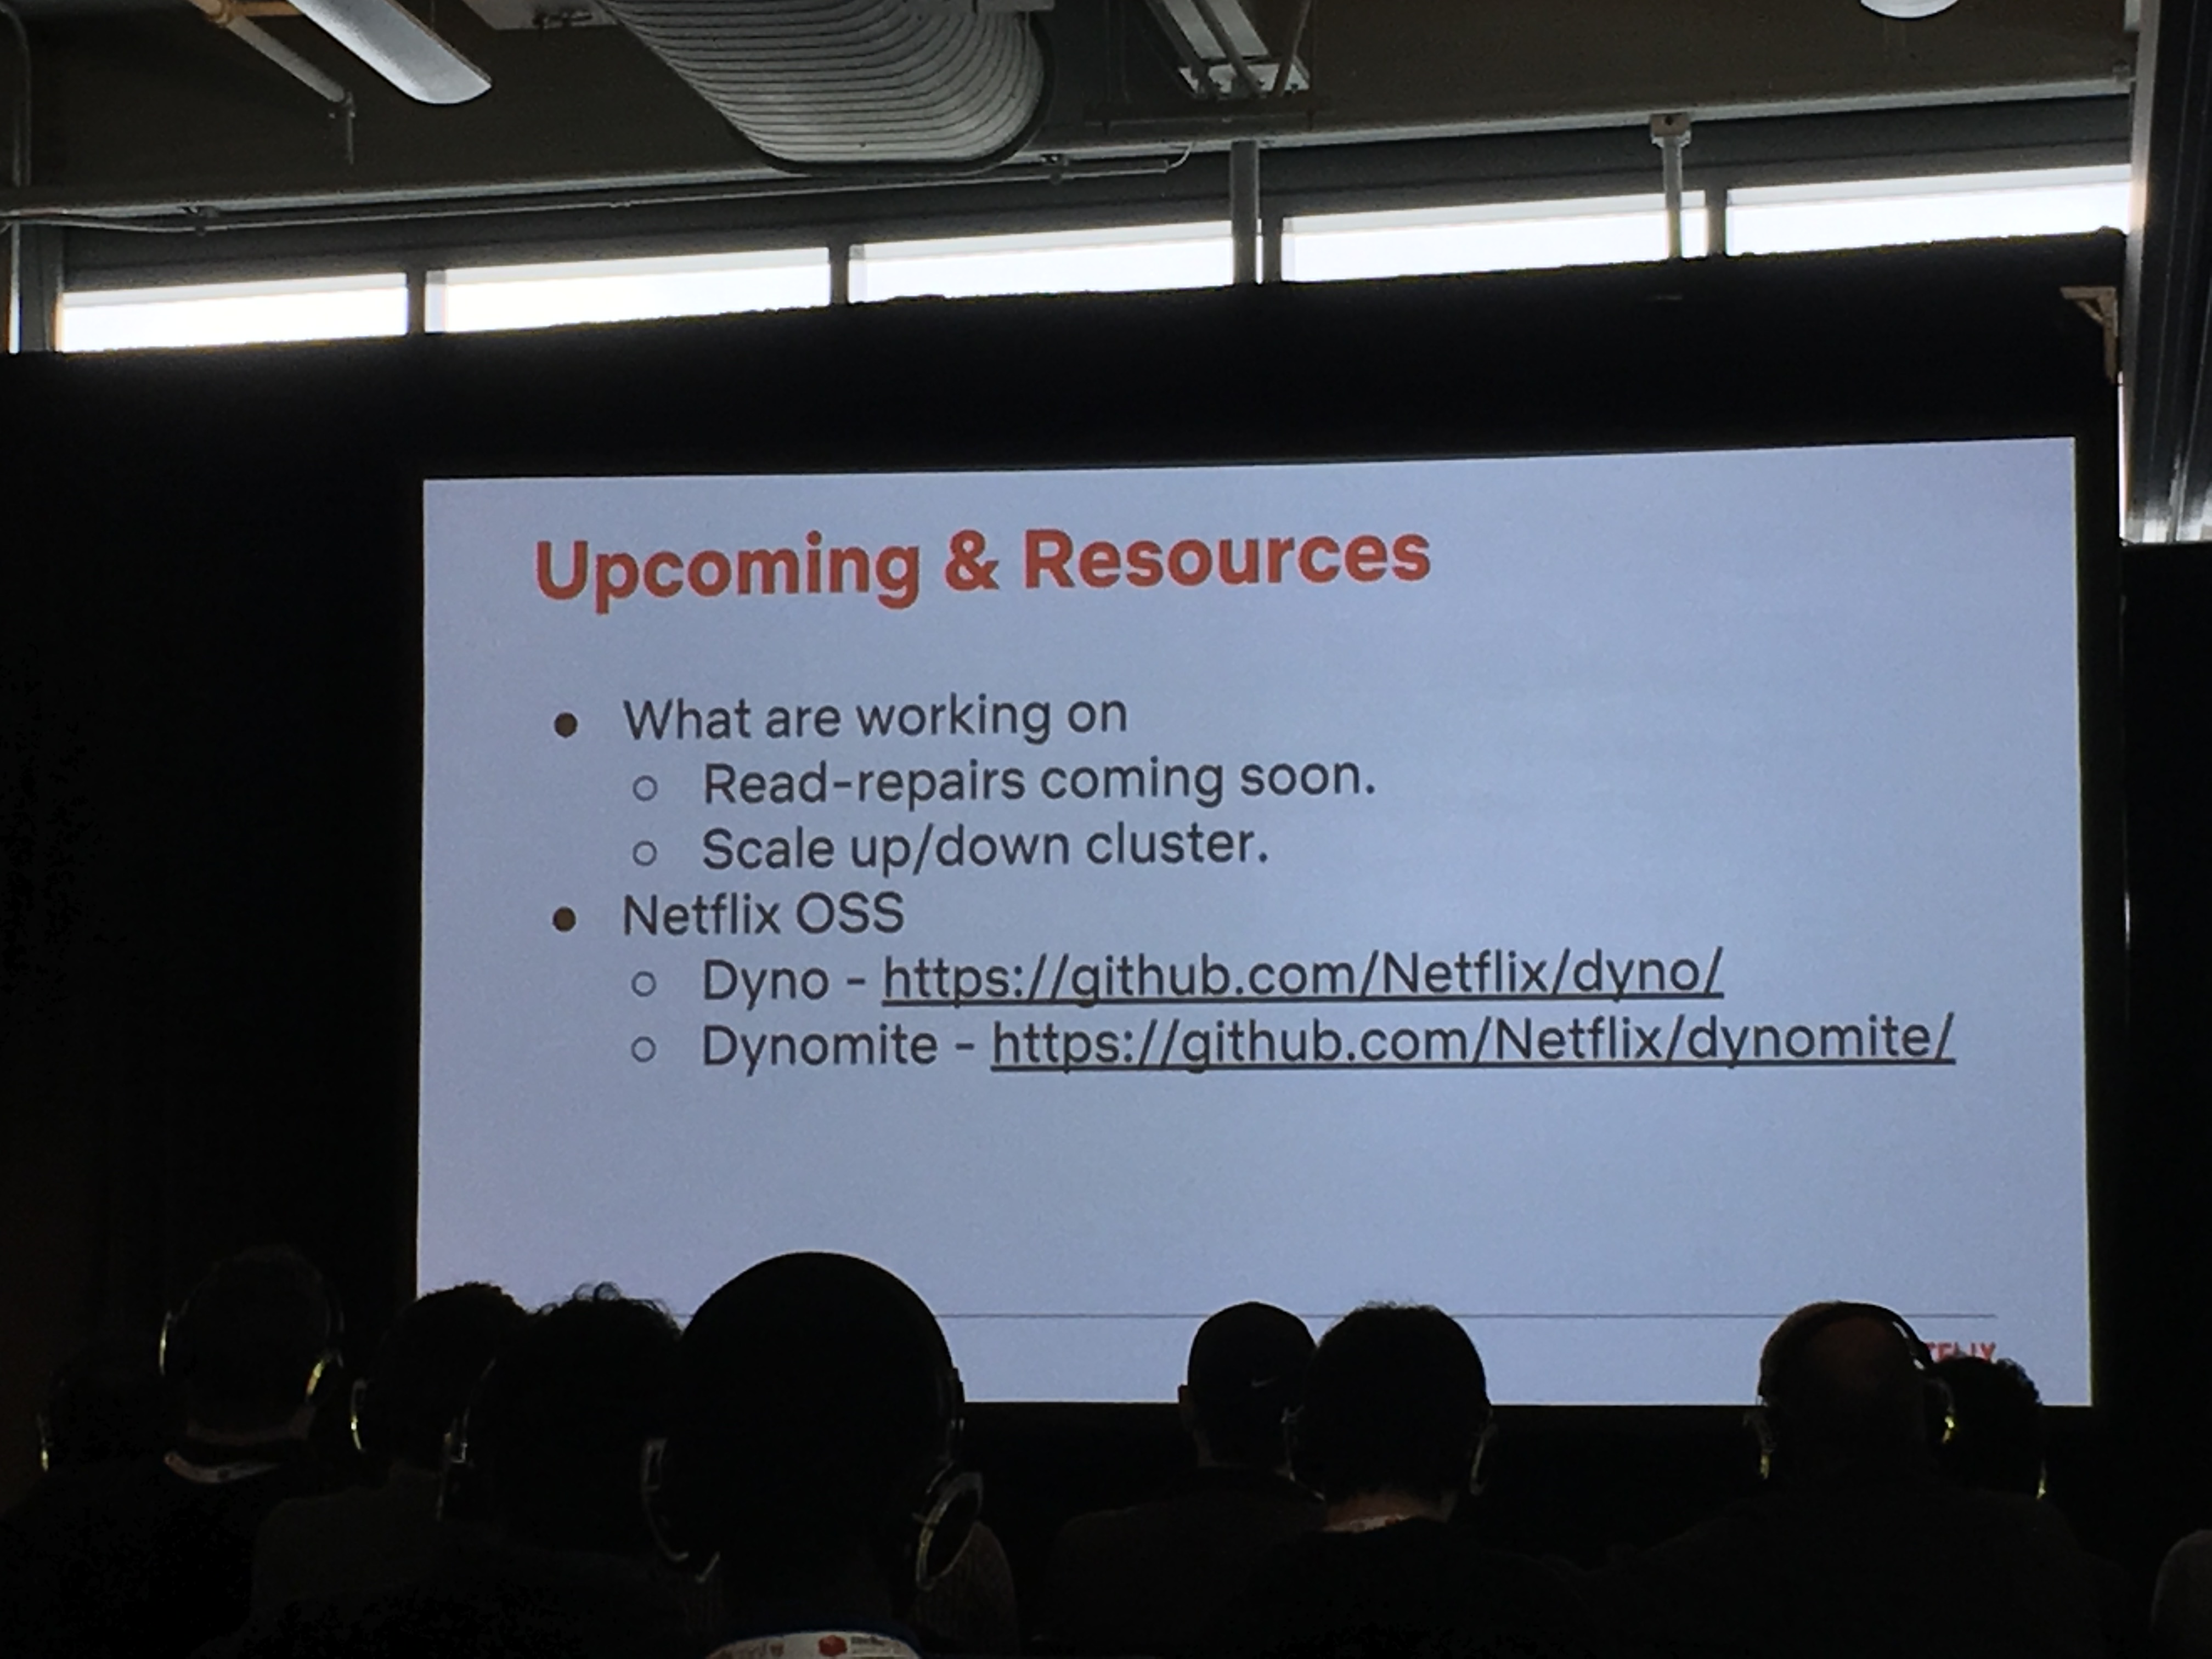 Upcoming & Resources
● What are working on
○ Read-repairs coming soon.
○ Scale up/down cluster.
● Netflix OSS
○ Dyno - https://github.com/Netflix/dyno/
○ Dynomite - https://github.com/Netflix/dynomite/